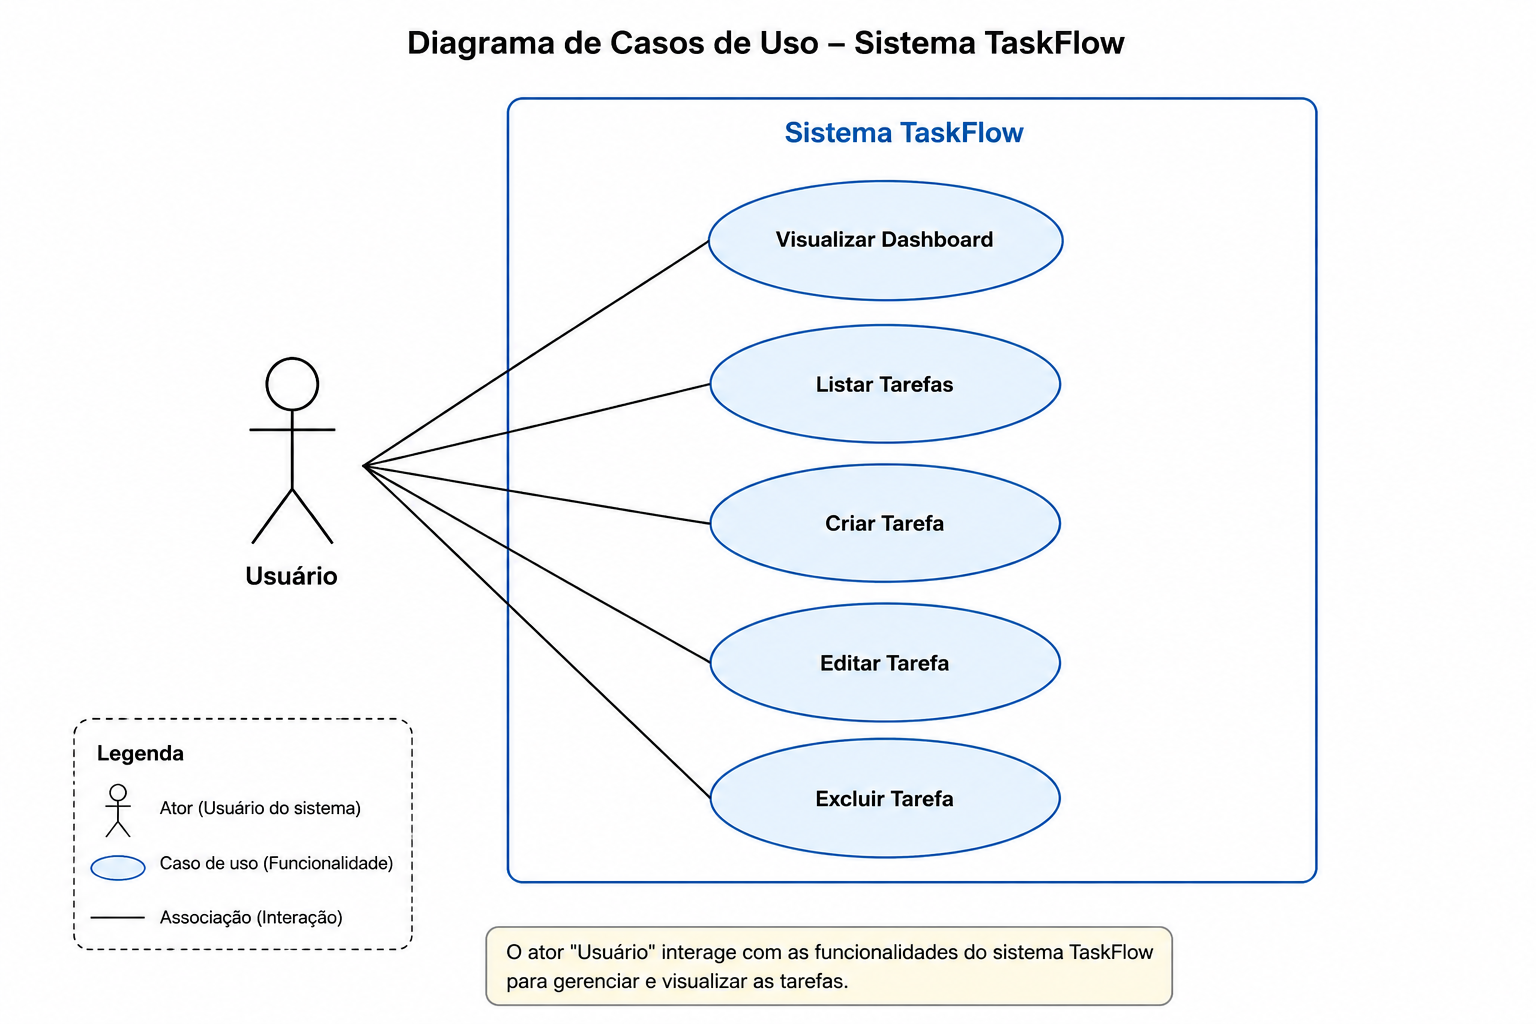 Diagrama de Casos de Uso – Sistema TaskFlow
Sistema TaskFlow
Visualizar Dashboard
Listar Tarefas
Criar Tarefa
Editar Tarefa
Excluir Tarefa
Usuário
Legenda
Ator (Usuário do sistema)
Caso de uso (Funcionalidade)
Associação (Interação)
O ator "Usuário" interage com as funcionalidades do sistema TaskFlow
para gerenciar e visualizar as tarefas.